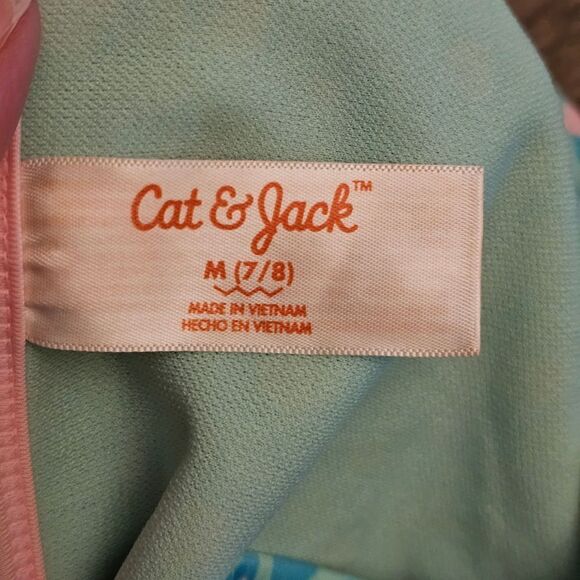 Cat & Jack™
M (7/8)
MADE IN VIETNAM
HECHO EN VIETNAM